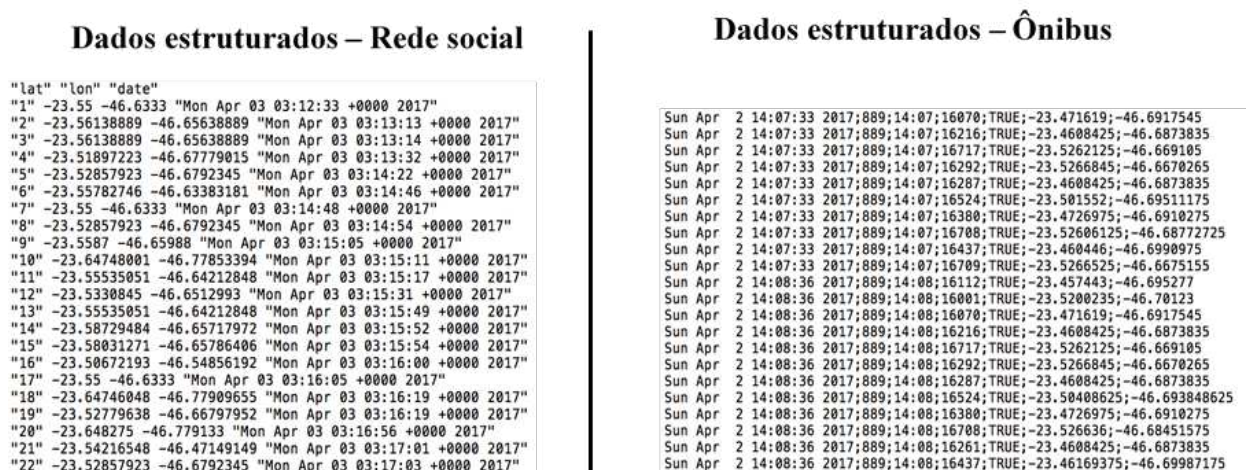 Dados estruturados – Rede social
"lat" "lon" "date"
"1" -23.55 -46.6333 "Mon Apr 03 03:12:33 +0000 2017"
"2" -23.56138889 -46.65638889 "Mon Apr 03 03:13:13 +0000 2017"
"3" -23.56138889 -46.65638889 "Mon Apr 03 03:13:14 +0000 2017"
"4" -23.51897223 -46.67779015 "Mon Apr 03 03:13:32 +0000 2017"
"5" -23.52857923 -46.6792345 "Mon Apr 03 03:14:22 +0000 2017"
"6" -23.55782746 -46.63383181 "Mon Apr 03 03:14:46 +0000 2017"
"7" -23.55 -46.6333 "Mon Apr 03 03:14:48 +0000 2017"
"8" -23.52857923 -46.6792345 "Mon Apr 03 03:14:54 +0000 2017"
"9" -23.5587 -46.65988 "Mon Apr 03 03:15:05 +0000 2017"
"10" -23.64748001 -46.77853394 "Mon Apr 03 03:15:11 +0000 2017"
"11" -23.55535051 -46.64212848 "Mon Apr 03 03:15:17 +0000 2017"
"12" -23.5330845 -46.6512993 "Mon Apr 03 03:15:31 +0000 2017"
"13" -23.55535051 -46.64212848 "Mon Apr 03 03:15:49 +0000 2017"
"14" -23.58729484 -46.65717972 "Mon Apr 03 03:15:52 +0000 2017"
"15" -23.58031271 -46.65786406 "Mon Apr 03 03:15:54 +0000 2017"
"16" -23.50672193 -46.54856192 "Mon Apr 03 03:16:00 +0000 2017"
"17" -23.55 -46.6333 "Mon Apr 03 03:16:05 +0000 2017"
"18" -23.64746048 -46.77909655 "Mon Apr 03 03:16:19 +0000 2017"
"19" -23.52779638 -46.66797952 "Mon Apr 03 03:16:19 +0000 2017"
"20" -23.648275 -46.779133 "Mon Apr 03 03:16:56 +0000 2017"
"21" -23.54216548 -46.47149149 "Mon Apr 03 03:17:01 +0000 2017"
"22" -23.52857923 -46.6792345 "Mon Apr 03 03:17:03 +0000 2017"
Dados estruturados – Ônibus
Sun Apr  2 14:07:33 2017;889;14:07;16070;TRUE;-23.471619;-46.6917545
Sun Apr  2 14:07:33 2017;889;14:07;16216;TRUE;-23.4608425;-46.6873835
Sun Apr  2 14:07:33 2017;889;14:07;16717;TRUE;-23.5262125;-46.669105
Sun Apr  2 14:07:33 2017;889;14:07;16292;TRUE;-23.5266845;-46.6670265
Sun Apr  2 14:07:33 2017;889;14:07;16287;TRUE;-23.4608425;-46.6873835
Sun Apr  2 14:07:33 2017;889;14:07;16524;TRUE;-23.501552;-46.69511175
Sun Apr  2 14:07:33 2017;889;14:07;16380;TRUE;-23.4726975;-46.6910275
Sun Apr  2 14:07:33 2017;889;14:07;16708;TRUE;-23.52606125;-46.68772725
Sun Apr  2 14:07:33 2017;889;14:07;16437;TRUE;-23.460446;-46.6990975
Sun Apr  2 14:07:33 2017;889;14:07;16709;TRUE;-23.5266525;-46.6675155
Sun Apr  2 14:08:36 2017;889;14:08;16112;TRUE;-23.457443;-46.695277
Sun Apr  2 14:08:36 2017;889;14:08;16001;TRUE;-23.5200235;-46.70123
Sun Apr  2 14:08:36 2017;889;14:08;16070;TRUE;-23.471619;-46.6917545
Sun Apr  2 14:08:36 2017;889;14:08;16216;TRUE;-23.4608425;-46.6873835
Sun Apr  2 14:08:36 2017;889;14:08;16717;TRUE;-23.5262125;-46.669105
Sun Apr  2 14:08:36 2017;889;14:08;16292;TRUE;-23.5266845;-46.6670265
Sun Apr  2 14:08:36 2017;889;14:08;16287;TRUE;-23.4608425;-46.6873835
Sun Apr  2 14:08:36 2017;889;14:08;16524;TRUE;-23.50408625;-46.693848625
Sun Apr  2 14:08:36 2017;889;14:08;16380;TRUE;-23.4726975;-46.6910275
Sun Apr  2 14:08:36 2017;889;14:08;16708;TRUE;-23.526636;-46.68451575
Sun Apr  2 14:08:36 2017;889;14:08;16261;TRUE;-23.4608425;-46.6873835
Sun Apr  2 14:08:36 2017;889;14:08;16437;TRUE;-23.46169375;-46.69987175